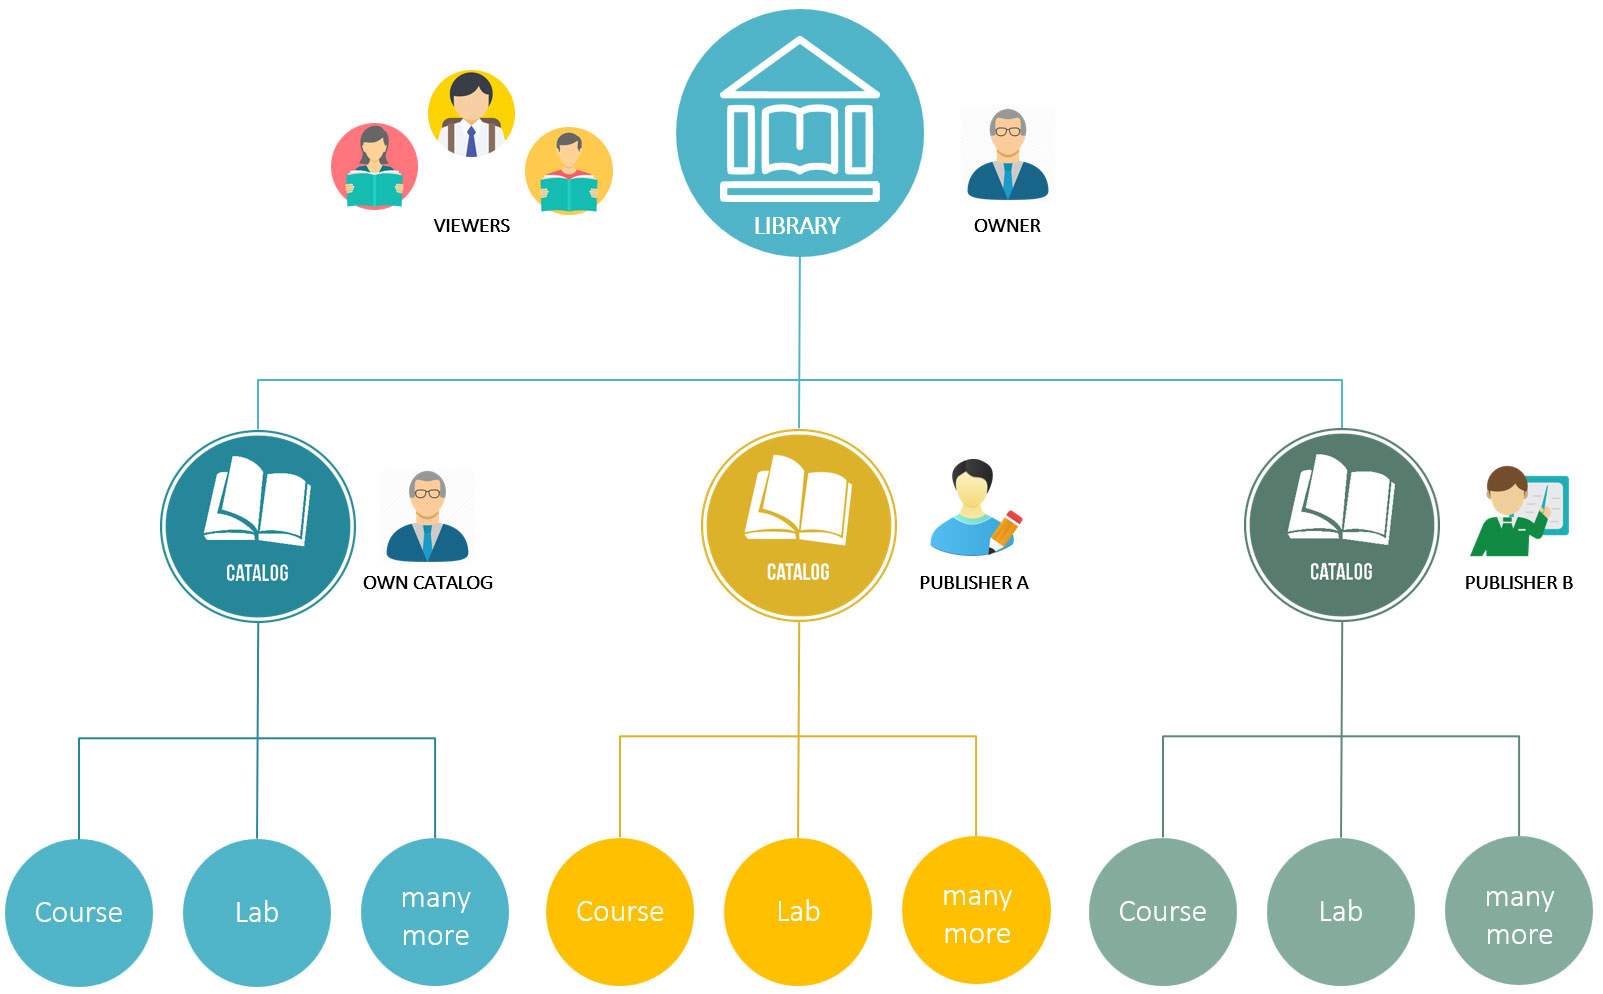 VIEWERS
LIBRARY
OWNER
CATALOG
OWN CATALOG
CATALOG
PUBLISHER A
CATALOG
PUBLISHER B
Course
Lab
many
more
Course
Lab
many
more
Course
Lab
many
more